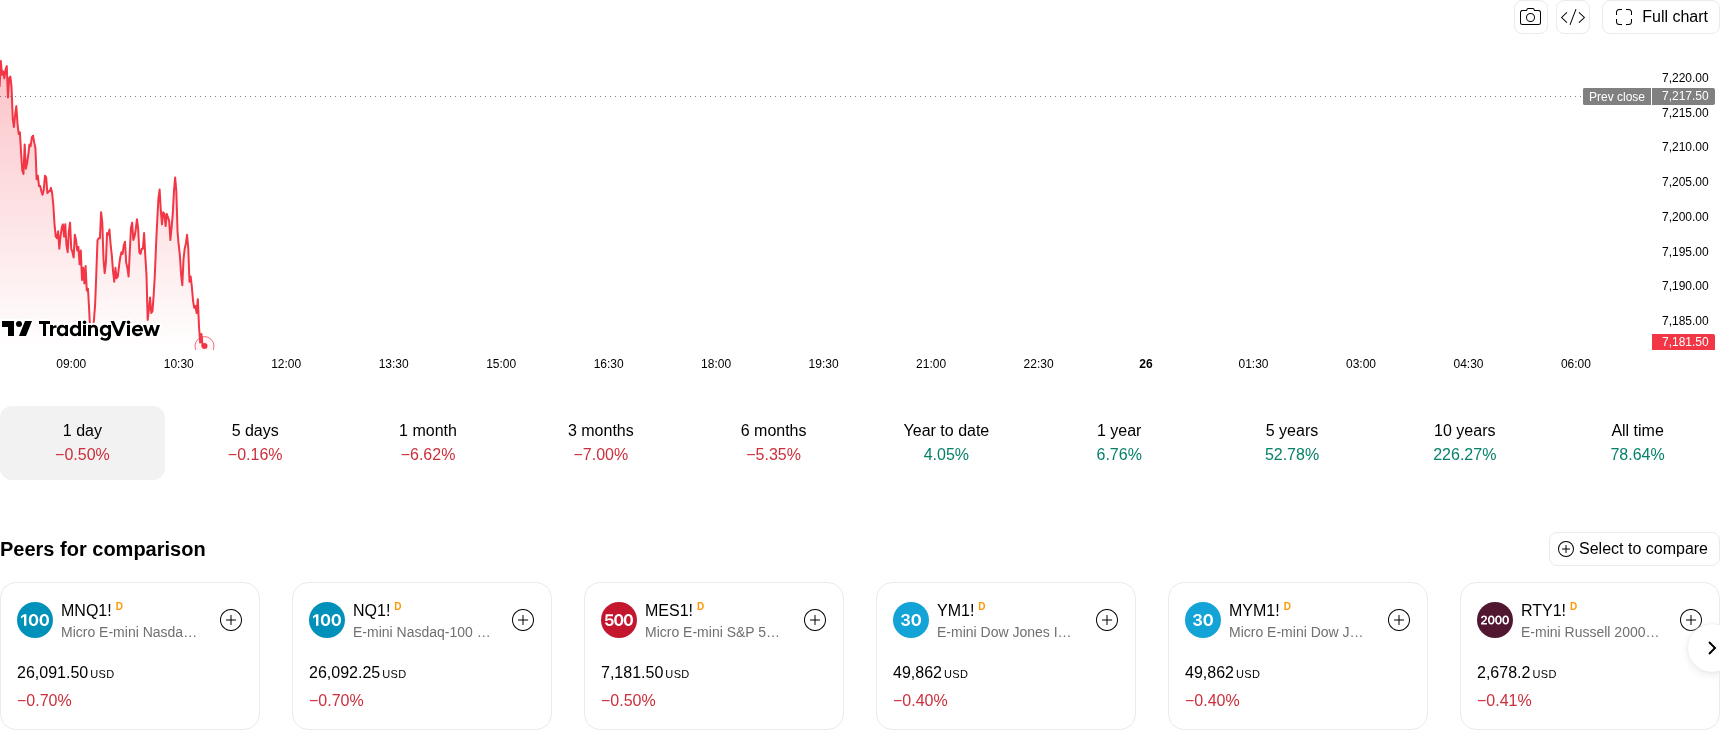 Full chart
7,220.00
Prev close 7,217.50
7,215.00
7,210.00
7,205.00
7,200.00
7,195.00
7,190.00
7,185.00
7,181.50
TradingView
09:00 10:30 12:00 13:30 15:00 16:30 18:00 19:30 21:00 22:30 26 01:30 03:00 04:30 06:00
1 day 5 days 1 month 3 months 6 months Year to date 1 year 5 years 10 years All time
−0.50% −0.16% −6.62% −7.00% −5.35% 4.05% 6.76% 52.78% 226.27% 78.64%
Peers for comparison
Select to compare
100 MNQ1! D
Micro E-mini Nasda…
26,091.50 USD
−0.70%
100 NQ1! D
E-mini Nasdaq-100 …
26,092.25 USD
−0.70%
500 MES1! D
Micro E-mini S&P 5…
7,181.50 USD
−0.50%
30 YM1! D
E-mini Dow Jones I…
49,862 USD
−0.40%
30 MYM1! D
Micro E-mini Dow J…
49,862 USD
−0.40%
2000 RTY1! D
E-mini Russell 2000…
2,678.2 USD
−0.41%